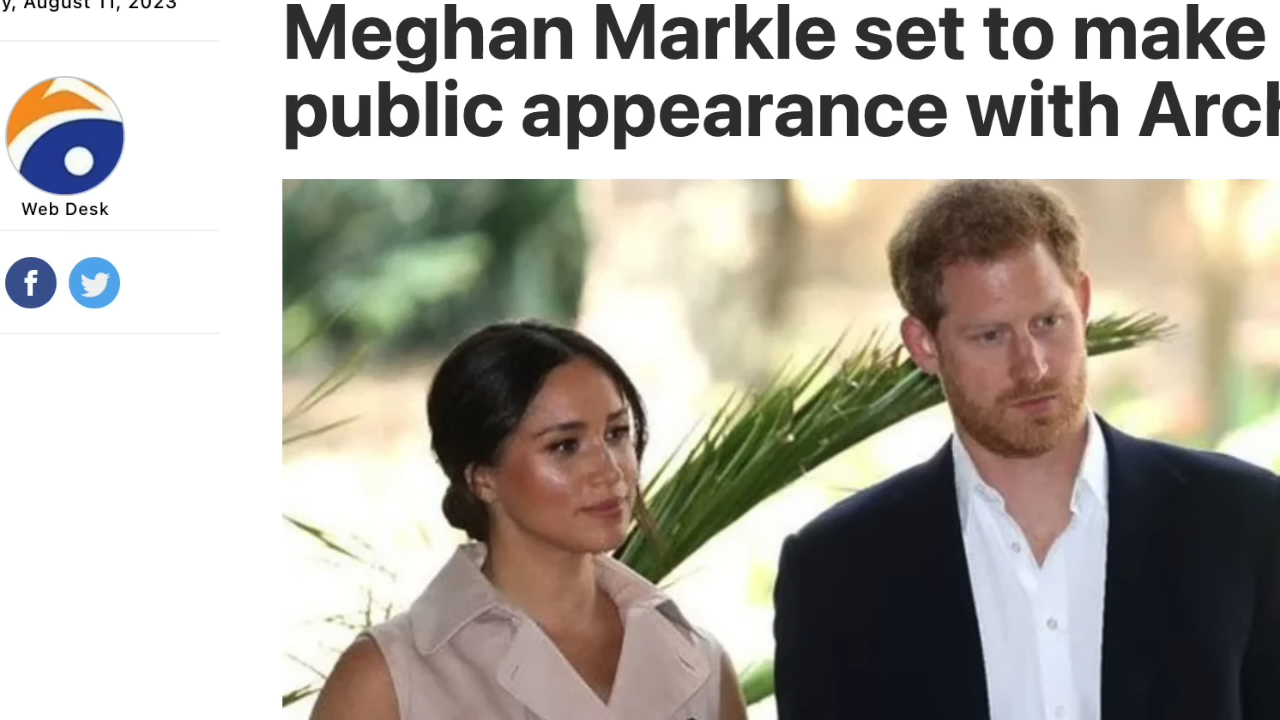 y, August 11, 2023
Web Desk
Meghan Markle set to make
public appearance with Arch